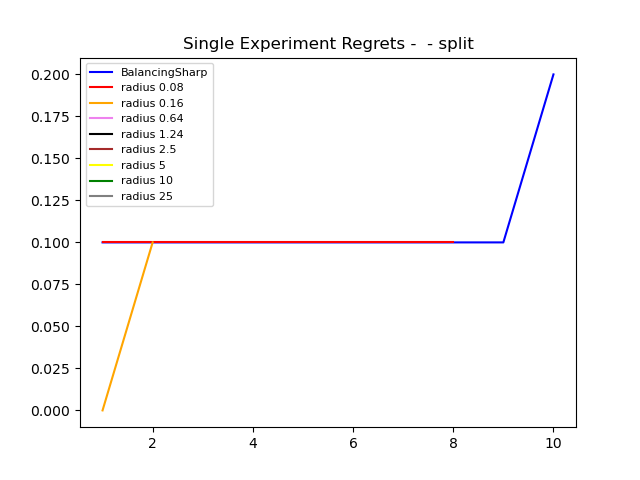 Single Experiment Regrets -  - split
BalancingSharp
radius 0.08
radius 0.16
radius 0.64
radius 1.24
radius 2.5
radius 5
radius 10
radius 25
0.200
0.175
0.150
0.125
0.100
0.075
0.050
0.025
0.000
2 4 6 8 10